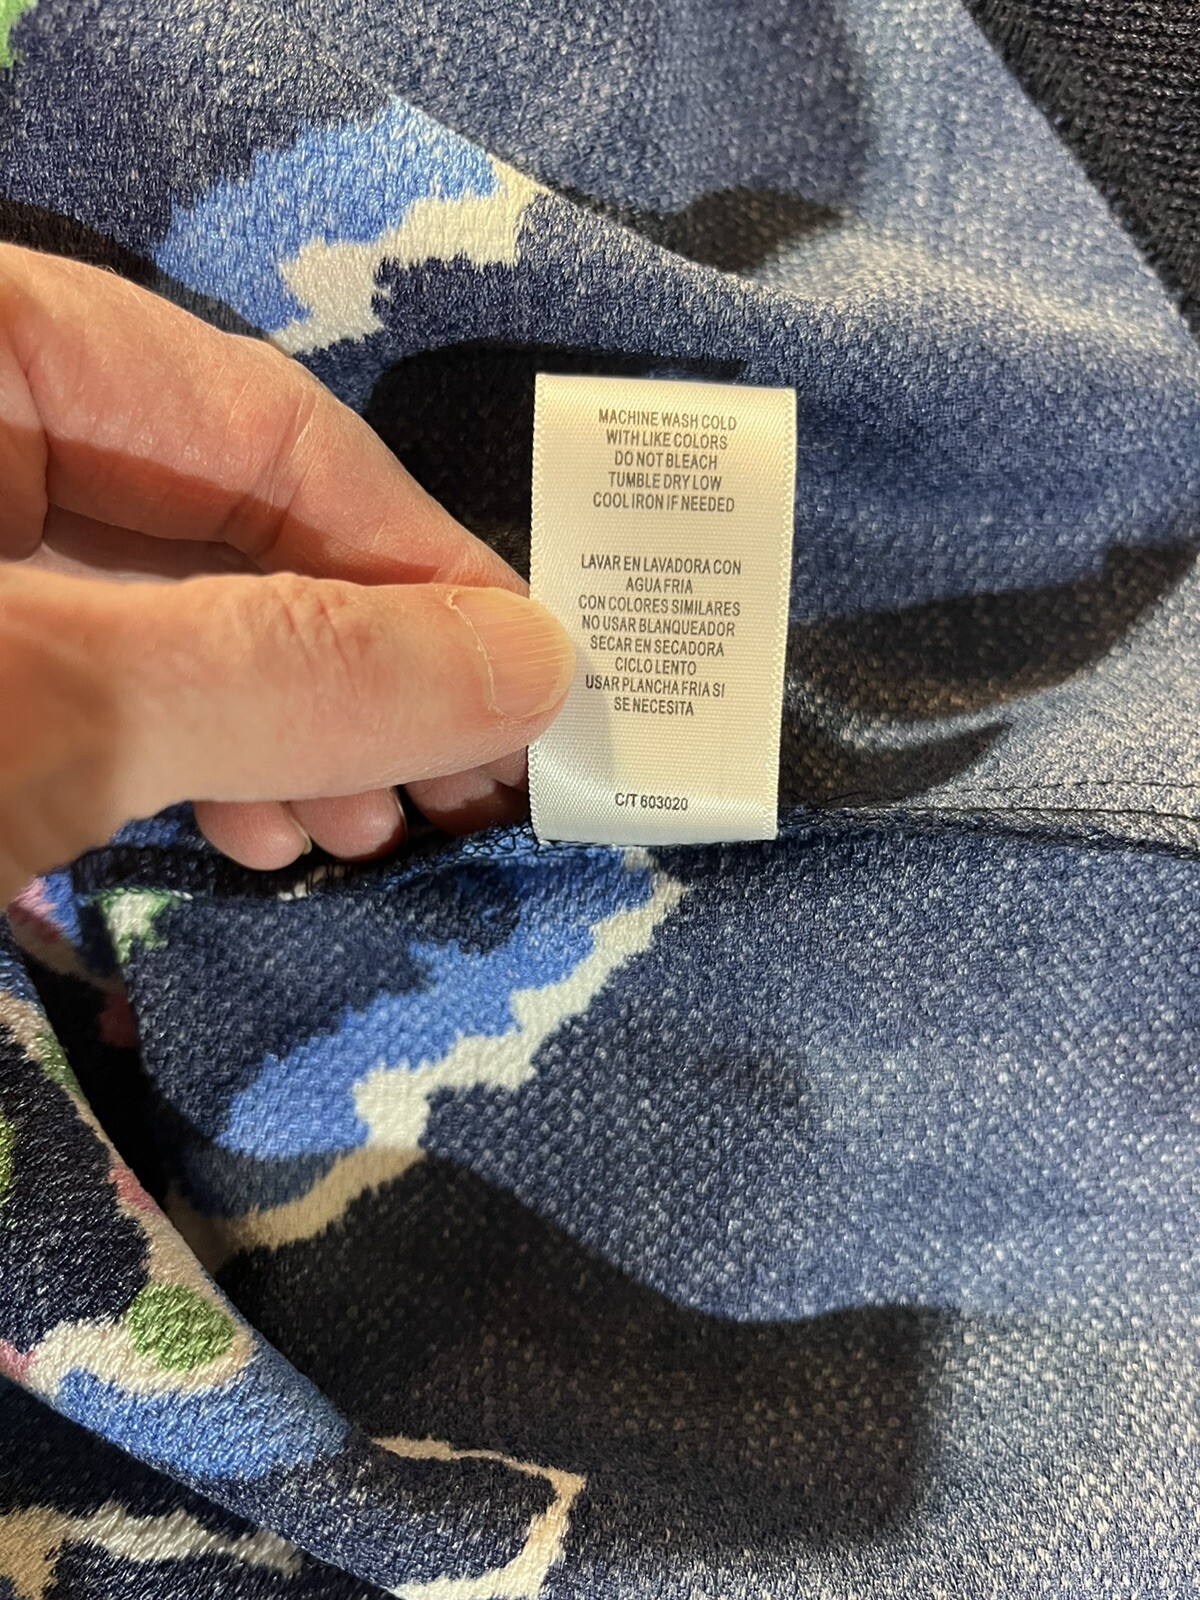 MACHINE WASH COLD
WITH LIKE COLORS
DO NOT BLEACH
TUMBLE DRY LOW
COOL IRON IF NEEDED
LAVAR EN LAVADORA CON
AGUA FRIA
CON COLORES SIMILARES
NO USAR BLANQUEADOR
SECAR EN SECADORA
CICLO LENTO
USAR PLANCHA FRIA SI
SE NECESITA
C/T 603020